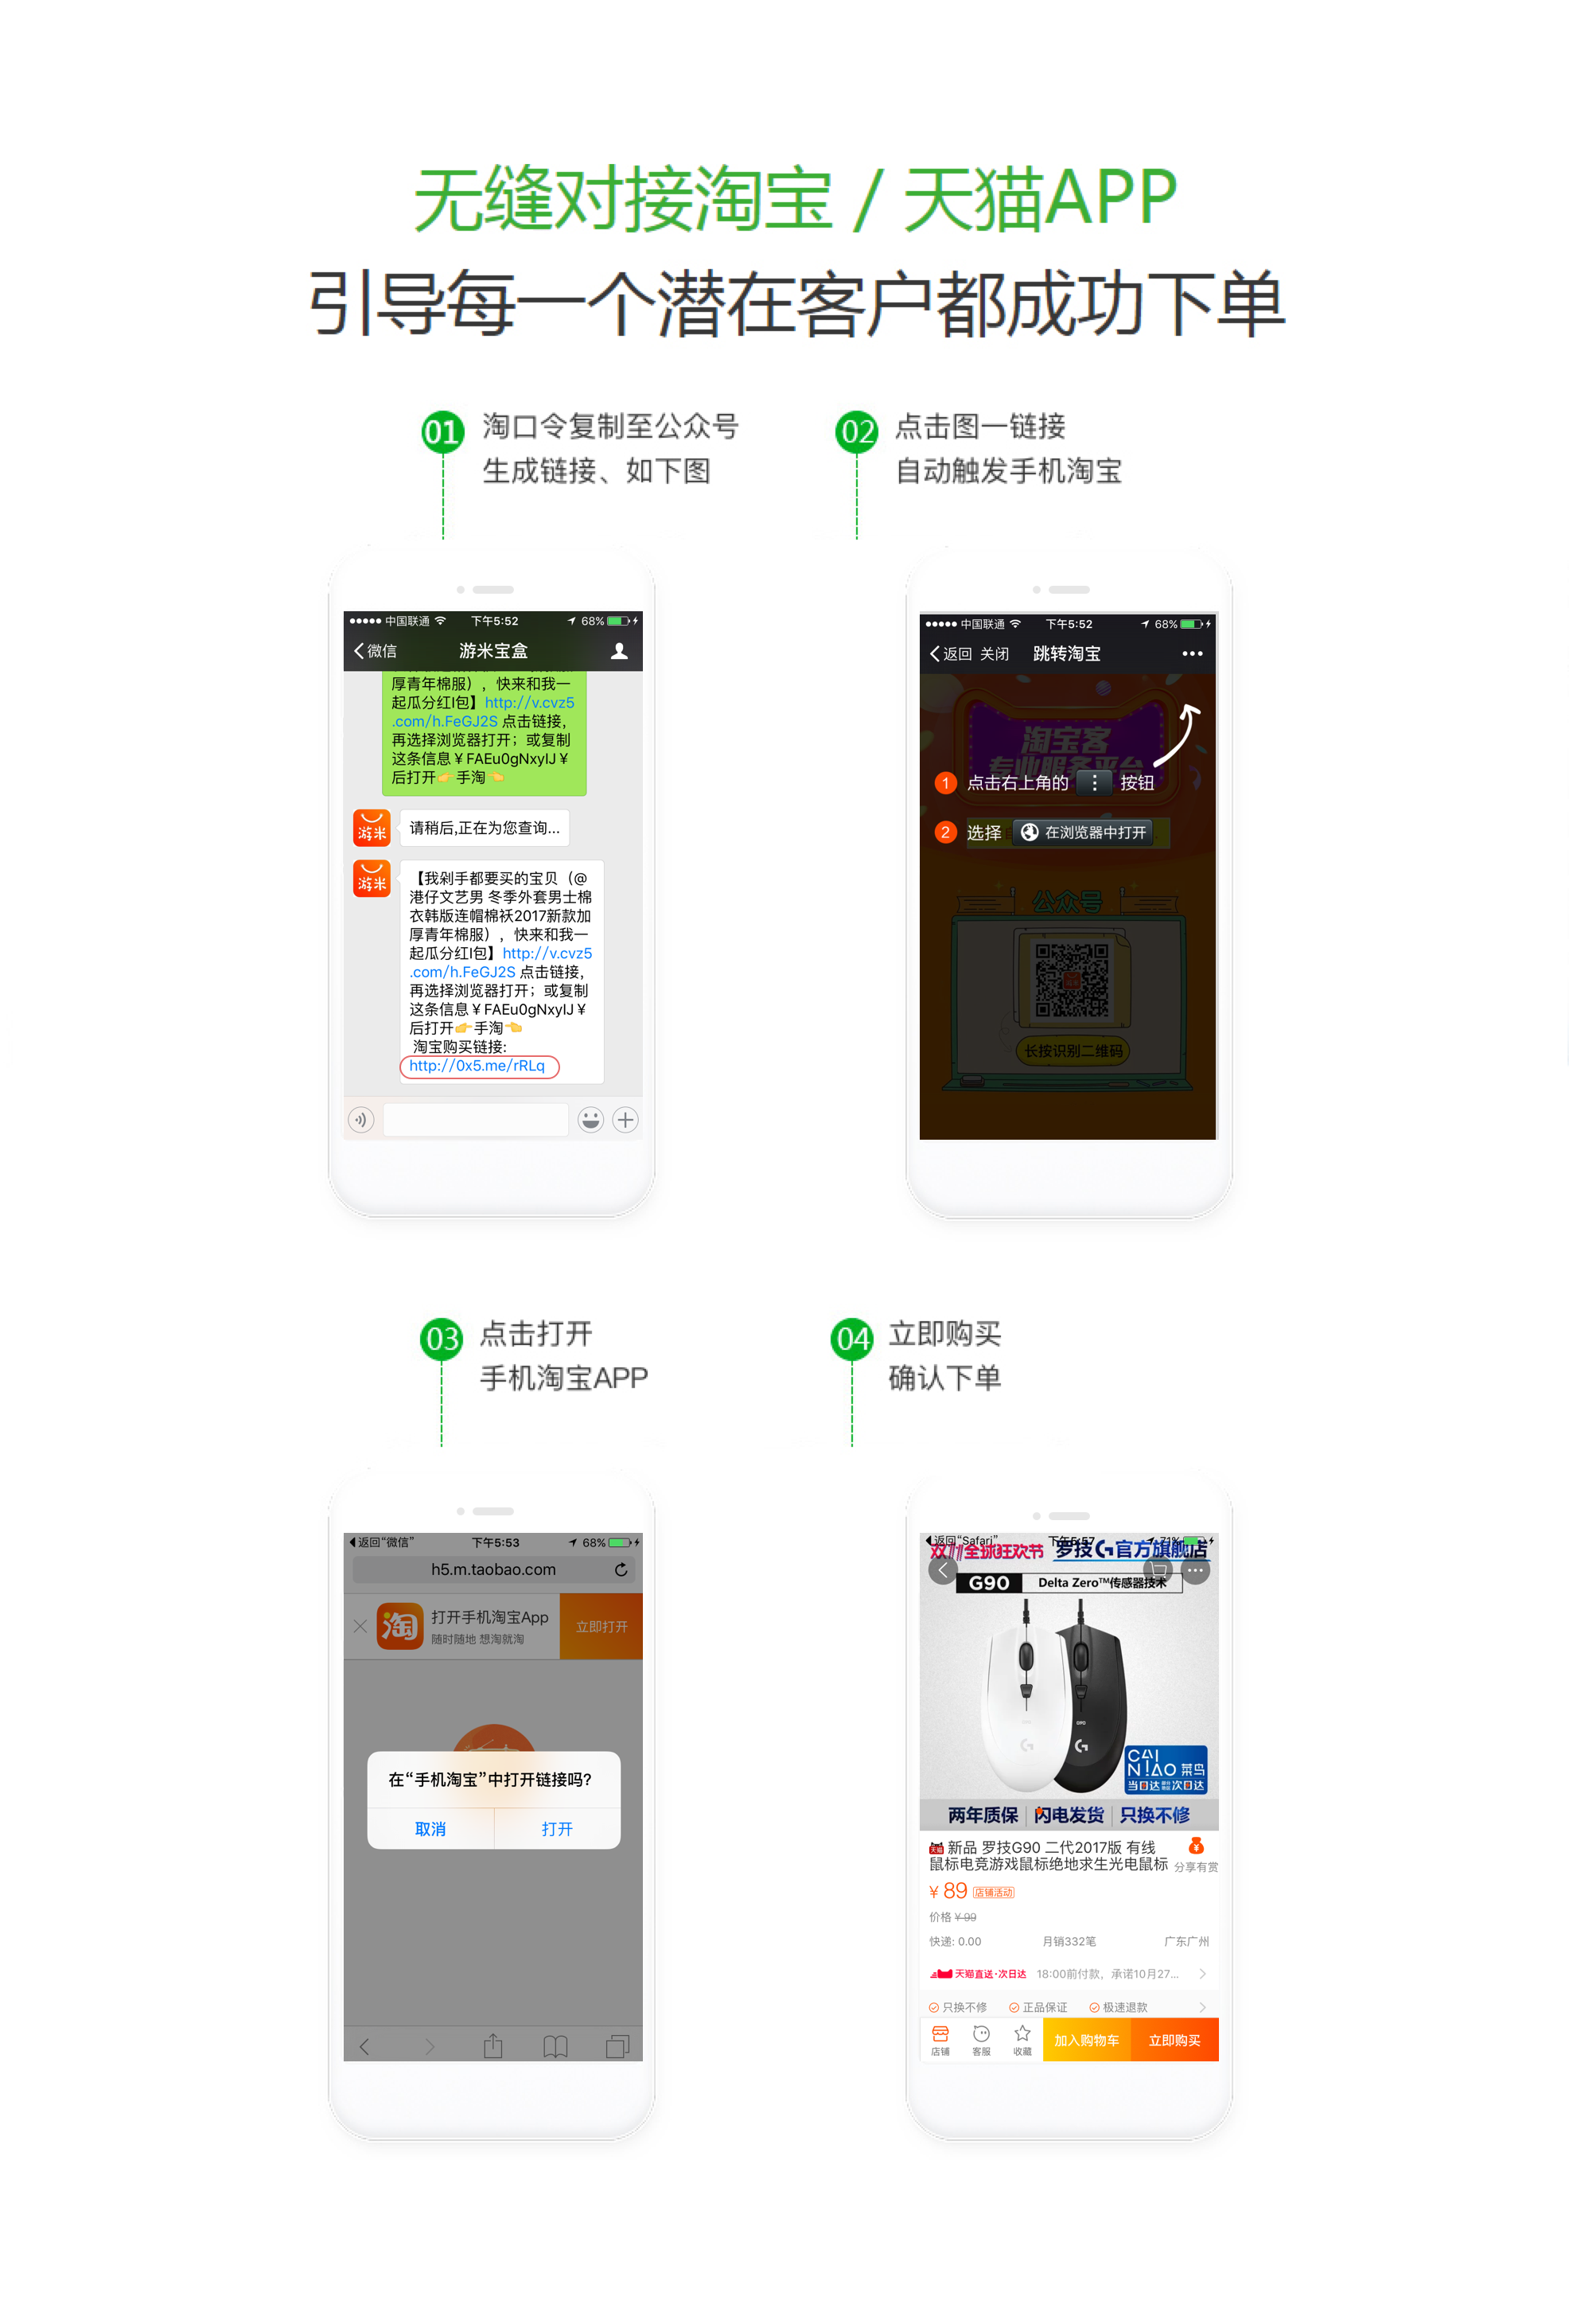 无缝对接淘宝 / 天猫APP
引导每一个潜在客户都成功下单
01
淘口令复制至公众号
生成链接、如下图
02
点击图一链接
自动触发手机淘宝
中国联通 下午5:52 68%
微信 游米宝盒
厚青年棉服），快来和我一
起瓜分红I包】http://v.cvz5
.com/h.FeGJ2S 点击链接，
再选择浏览器打开；或复制
这条信息￥FAEu0gNxyIJ￥
后打开👉手淘👈
游米
请稍后,正在为您查询...
游米
【我剁手都要买的宝贝（@
港仔文艺男 冬季外套男士棉
衣韩版连帽棉袄2017新款加
厚青年棉服），快来和我一
起瓜分红I包】http://v.cvz5
.com/h.FeGJ2S 点击链接，
再选择浏览器打开；或复制
这条信息￥FAEu0gNxyIJ￥
后打开👉手淘👈
淘宝购买链接:
http://0x5.me/rRLq
中国联通 下午5:52 68%
返回 关闭 跳转淘宝
淘宝客
专业服务平台
1 点击右上角的 按钮
2 选择 在浏览器中打开
公众号
长按识别二维码
03
点击打开
手机淘宝APP
04
立即购买
确认下单
返回“微信” 下午5:53 68%
h5.m.taobao.com
淘
打开手机淘宝App
随时随地 想淘就淘
立即打开
在“手机淘宝”中打开链接吗?
取消 打开
返回“Safari” 下午5:57 71%
双11全球狂欢节 罗技G官方旗舰店
G90 Delta Zero™传感器技术
CAI
NIAO 菜鸟
当日达 次日达
两年质保 闪电发货 只换不修
天猫 新品 罗技G90 二代2017版 有线
鼠标电竞游戏鼠标绝地求生光电鼠标
分享有赏
￥89 店铺活动
价格￥99
快递: 0.00 月销332笔 广东广州
天猫直送·次日达 18:00前付款，承诺10月27...
只换不修 正品保证 极速退款
店铺 客服 收藏 加入购物车 立即购买